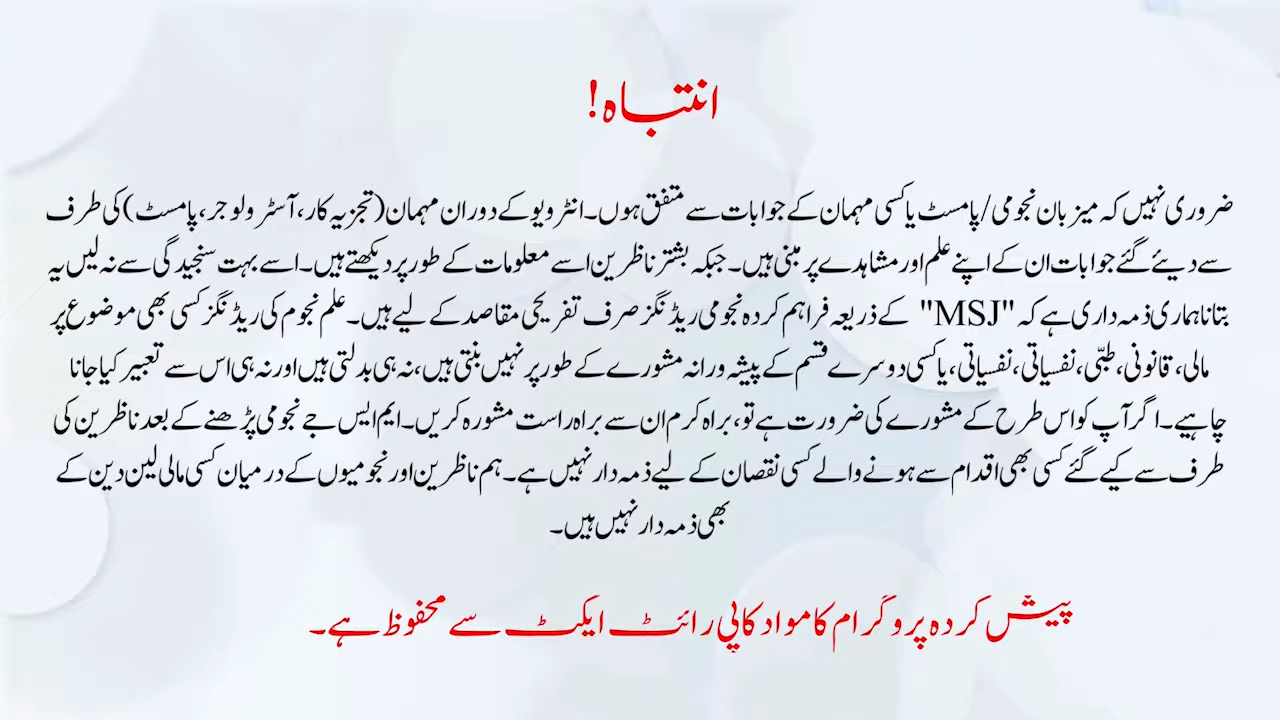 انتباہ!
ضروری نہیں کہ میزبان نجومی/پامسٹ یا کسی مہمان کے جوابات سے متفق ہوں۔ انٹرویو کے دوران مہمان (تجزیہ کار، آسٹرولوجر، پامسٹ) کی طرف
سے دیئے گئے جوابات ان کے اپنے علم اور مشاہدے پر مبنی ہیں۔ جبکہ بشتر ناظرین اسے معلومات کے طور پر دیکھتے ہیں۔ اسے بہت سنجیدگی سے نہ لیں یہ
بتانا ہماری ذمہ داری ہے کہ "MSJ" کے ذریعہ فراہم کردہ نجومی ریڈنگز صرف تفریحی مقاصد کے لیے ہیں۔ علم نجوم کی ریڈنگز کسی بھی موضوع پر
مالی، قانونی، طبّی، نفسیاتی، نفسیاتی، یا کسی دوسرے قسم کے پیشہ ورانہ مشورے کے طور پر نہیں بنتی ہیں، نہ ہی بدلتی ہیں اور نہ ہی اس سے تعبیر کیا جانا
چاہیے۔ اگر آپ کو اس طرح کے مشورے کی ضرورت ہے تو، براہ کرم ان سے براہ راست مشورہ کریں۔ ایم ایس جے نجومی پڑھنے کے بعد ناظرین کی
طرف سے کیے گئے کسی بھی اقدام سے ہونے والے کسی نقصان کے لیے ذمہ دار نہیں ہے۔ ہم ناظرین اور نجومیوں کے درمیان کسی مالی لین دین کے
بھی ذمہ دار نہیں ہیں۔
پیش کردہ پروگرام کا مواد کاپی رائٹ ایکٹ سے محفوظ ہے۔